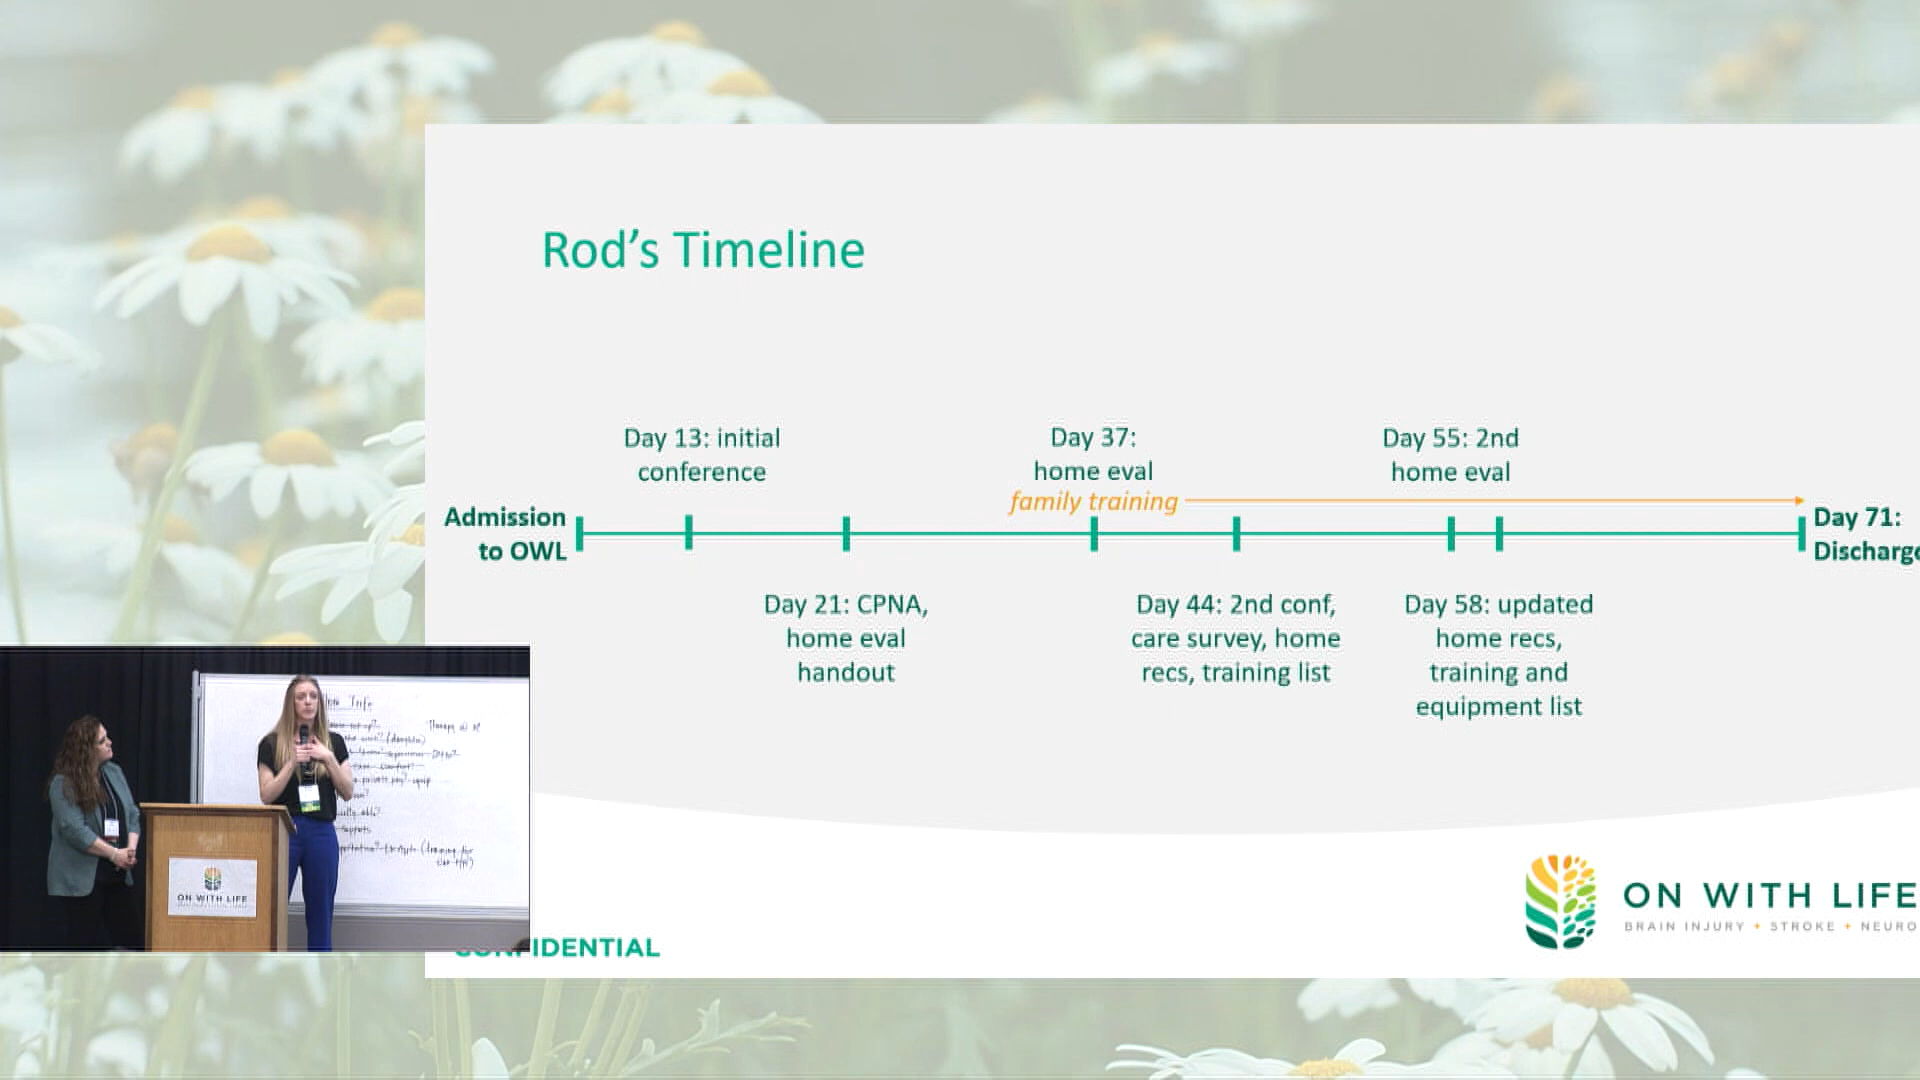 Rod's Timeline
Day 13: initial
conference
Day 37:
home eval
Day 55: 2nd
home eval
family training
Admission
to OWL
Day 71:
Discharge
Day 21: CPNA,
home eval
handout
Day 44: 2nd conf,
care survey, home
recs, training list
Day 58: updated
home recs,
training and
equipment list
ON WITH LIFE
BRAIN INJURY + STROKE + NEURO
CONFIDENTIAL
ON WITH LIFE